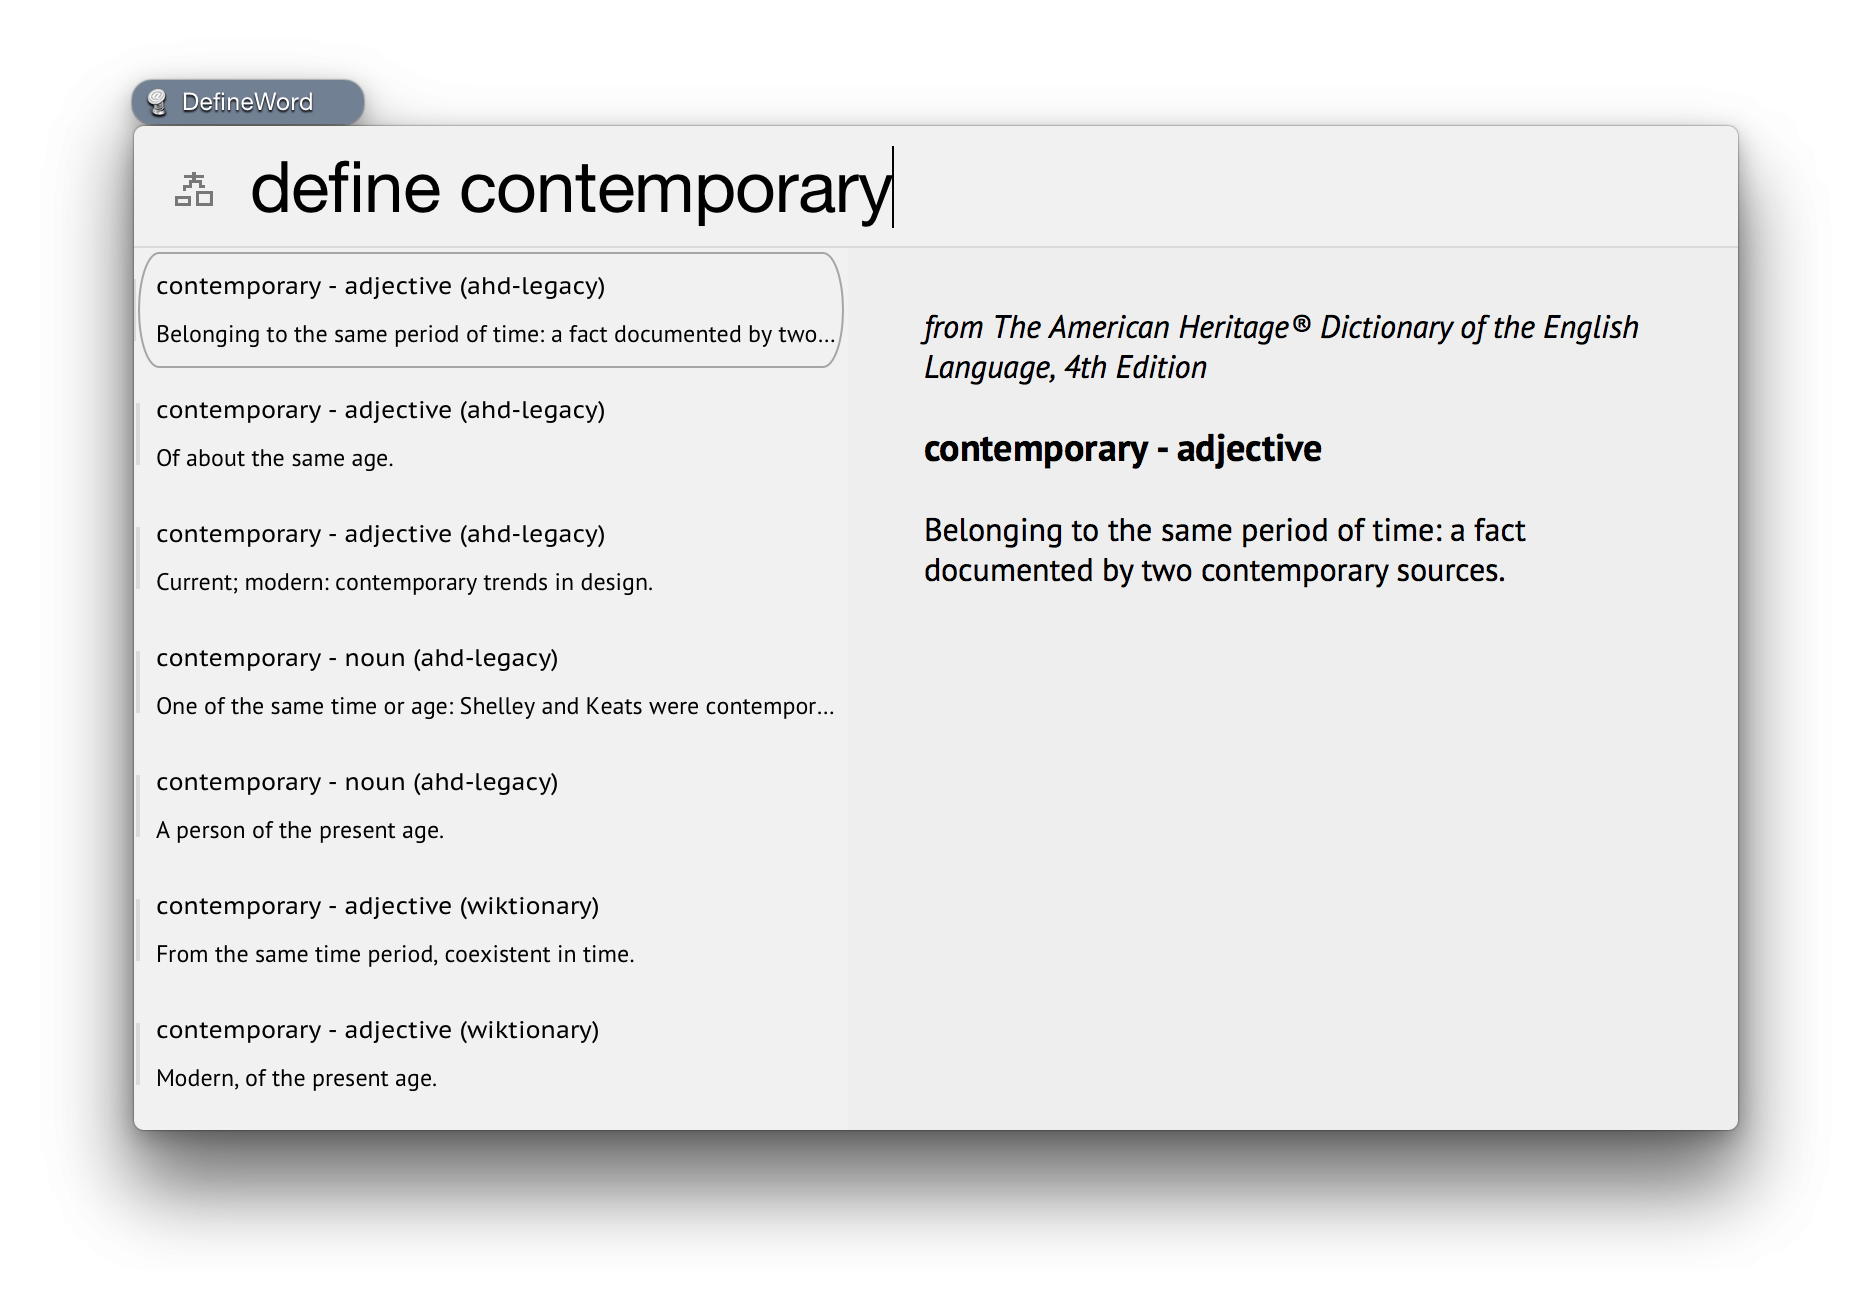 DefineWord
define contemporary
contemporary - adjective (ahd-legacy)
Belonging to the same period of time: a fact documented by two...
contemporary - adjective (ahd-legacy)
Of about the same age.
contemporary - adjective (ahd-legacy)
Current; modern: contemporary trends in design.
contemporary - noun (ahd-legacy)
One of the same time or age: Shelley and Keats were contempor...
contemporary - noun (ahd-legacy)
A person of the present age.
contemporary - adjective (wiktionary)
From the same time period, coexistent in time.
contemporary - adjective (wiktionary)
Modern, of the present age.
from The American Heritage® Dictionary of the English
Language, 4th Edition
contemporary - adjective
Belonging to the same period of time: a fact
documented by two contemporary sources.